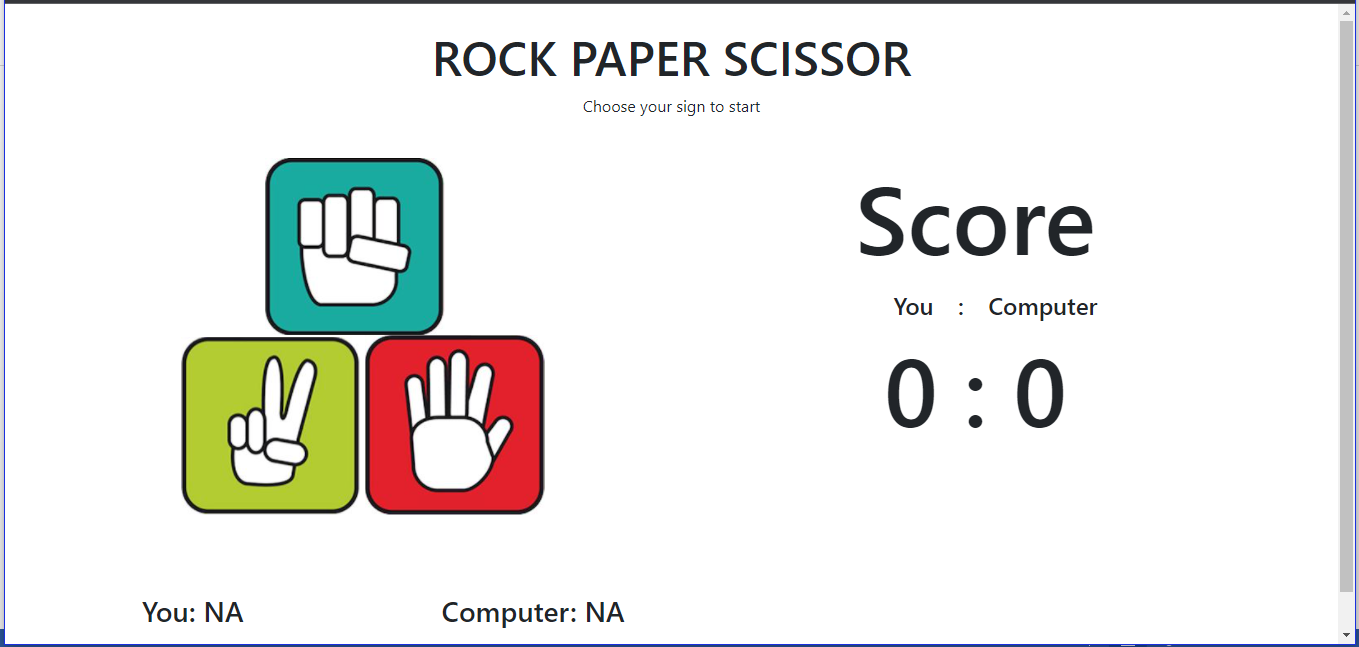 ROCK PAPER SCISSOR
Choose your sign to start
Score
You : Computer
0 : 0
You: NA
Computer: NA